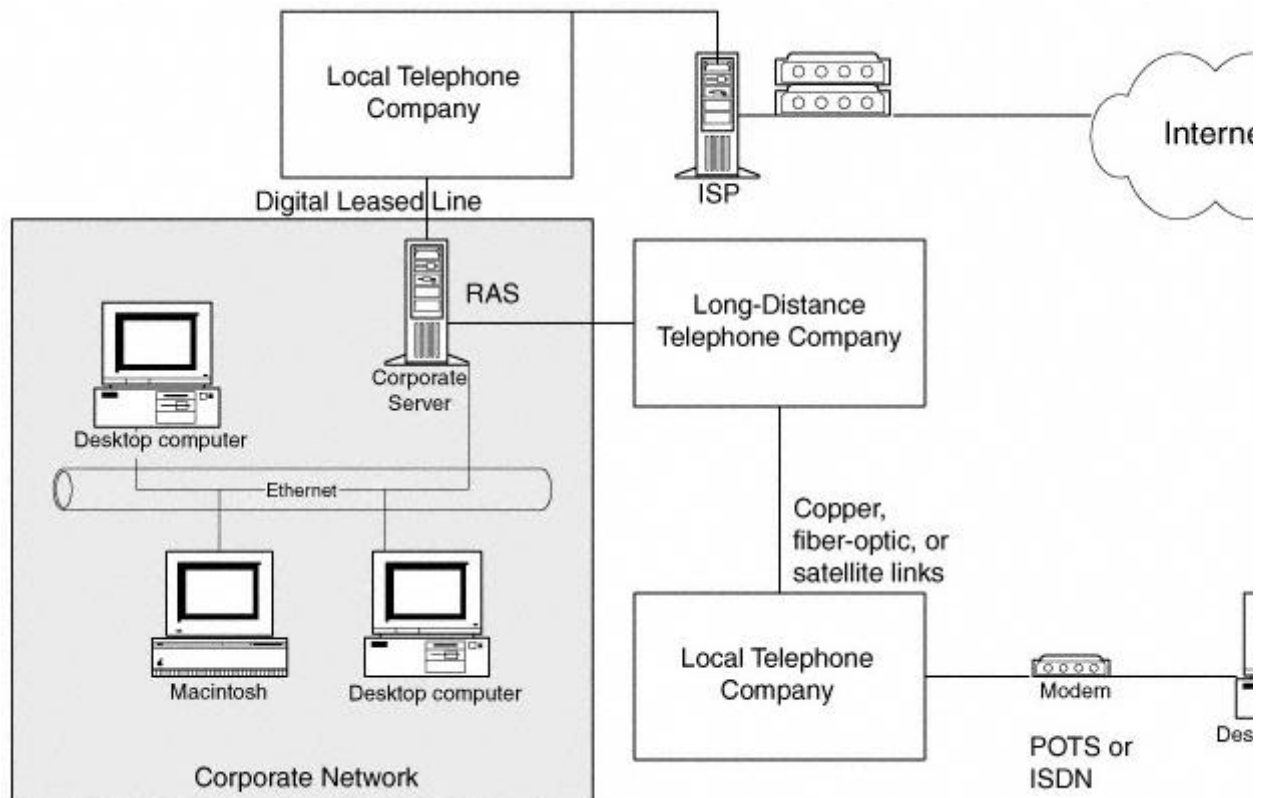 Local Telephone
Company
ISP
Interne
Digital Leased Line
RAS
Corporate
Server
Long-Distance
Telephone Company
Desktop computer
Ethernet
Copper,
fiber-optic, or
satellite links
Macintosh
Desktop computer
Local Telephone
Company
Modem
Des
POTS or
ISDN
Corporate Network